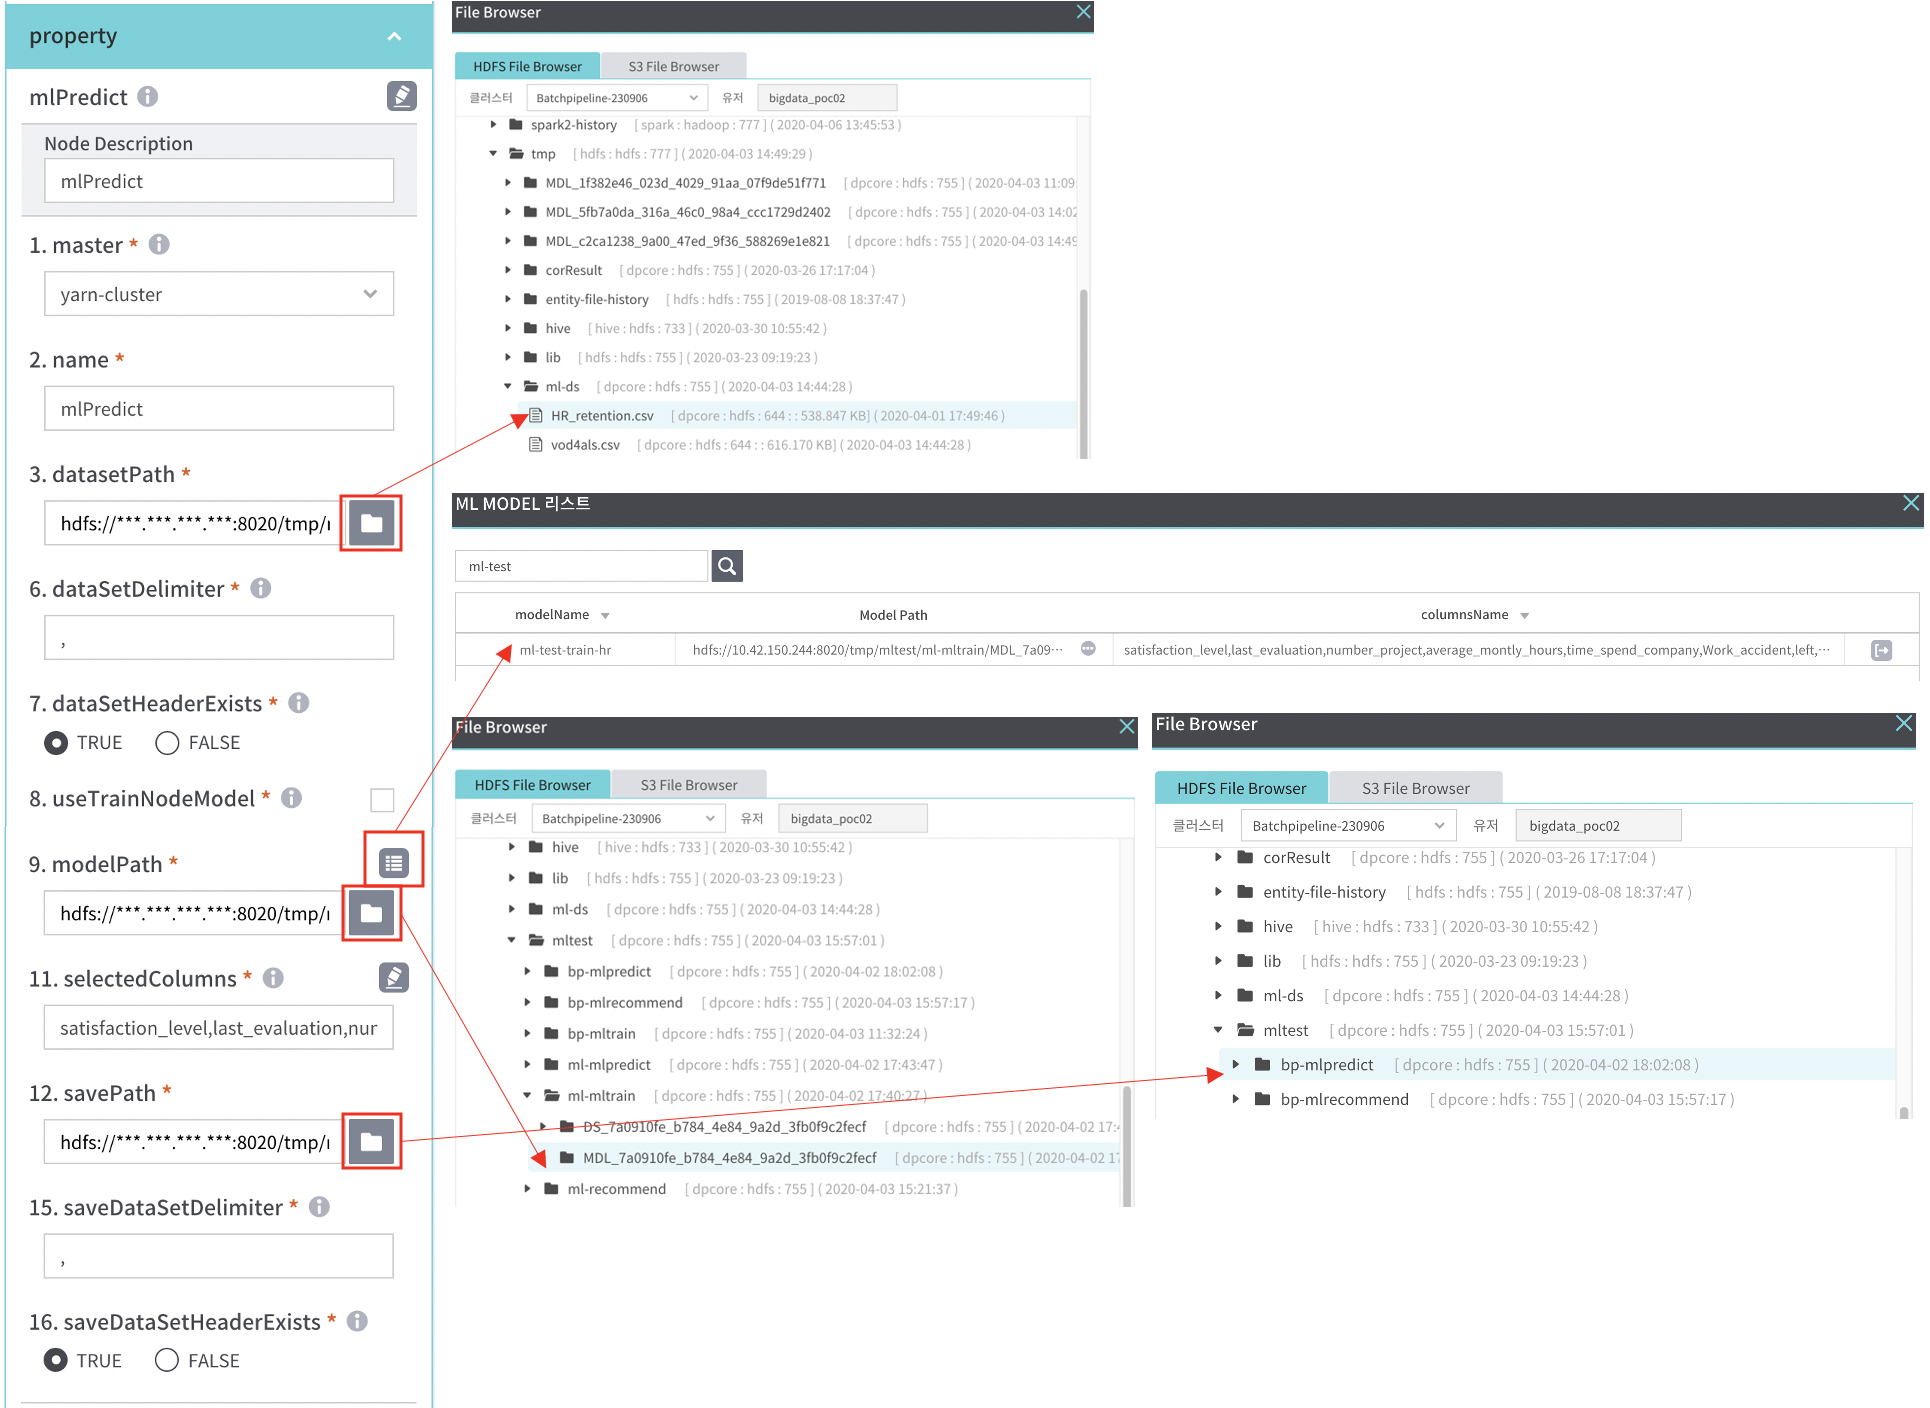 property
mlPredict
Node Description
mlPredict
1. master *
yarn-cluster
2. name *
mlPredict
3. datasetPath *
hdfs://***.***.***.***:8020/tmp/
6. dataSetDelimiter *
,
7. dataSetHeaderExists *
TRUE FALSE
8. useTrainNodeModel *
9. modelPath *
hdfs://***.***.***.***:8020/tmp/
11. selectedColumns *
satisfaction_level,last_evaluation,nur
12. savePath *
hdfs://***.***.***.***:8020/tmp/
15. saveDataSetDelimiter *
,
16. saveDataSetHeaderExists *
TRUE FALSE
File Browser
HDFS File Browser S3 File Browser
클러스터 Batchpipeline-230906 유저 bigdata_poc02
spark2-history [ spark : hadoop : 777 ] ( 2020-04-06 13:45:53 )
tmp [ hdfs : hdfs : 777 ] ( 2020-04-03 14:49:29 )
MDL_1f382e46_023d_4029_91aa_07f9de51f771 [ dpcore : hdfs : 755 ] ( 2020-04-03 11:09:
MDL_5fb7a0da_316a_46c0_98a4_ccc1729d2402 [ dpcore : hdfs : 755 ] ( 2020-04-03 14:02
MDL_c2ca1238_9a00_47ed_9f36_588269e1e821 [ dpcore : hdfs : 755 ] ( 2020-04-03 14:49
corResult [ dpcore : hdfs : 755 ] ( 2020-03-26 17:17:04 )
entity-file-history [ hdfs : hdfs : 755 ] ( 2019-08-08 18:37:47 )
hive [ hive : hdfs : 733 ] ( 2020-03-30 10:55:42 )
lib [ hdfs : hdfs : 755 ] ( 2020-03-23 09:19:23 )
ml-ds [ dpcore : hdfs : 755 ] ( 2020-04-03 14:44:28 )
HR_retention.csv [ dpcore : hdfs : 644 : : 538.847 KB] ( 2020-04-01 17:49:46 )
vod4als.csv [ dpcore : hdfs : 644 : : 616.170 KB] ( 2020-04-03 14:44:28 )
ML MODEL 리스트
ml-test
modelName Model Path columnsName
ml-test-train-hr hdfs://10.42.150.244:8020/tmp/mltest/ml-mltrain/MDL_7a09··· satisfaction_level,last_evaluation,number_project,average_montly_hours,time_spend_company,Work_accident,left,···
File Browser
HDFS File Browser S3 File Browser
클러스터 Batchpipeline-230906 유저 bigdata_poc02
hive [ hive : hdfs : 733 ] ( 2020-03-30 10:55:42 )
lib [ hdfs : hdfs : 755 ] ( 2020-03-23 09:19:23 )
ml-ds [ dpcore : hdfs : 755 ] ( 2020-04-03 14:44:28 )
mltest [ dpcore : hdfs : 755 ] ( 2020-04-03 15:57:01 )
bp-mlpredict [ dpcore : hdfs : 755 ] ( 2020-04-02 18:02:08 )
bp-mlrecommend [ dpcore : hdfs : 755 ] ( 2020-04-03 15:57:17 )
bp-mltrain [ dpcore : hdfs : 755 ] ( 2020-04-03 11:32:24 )
ml-mlpredict [ dpcore : hdfs : 755 ] ( 2020-04-02 17:43:47 )
ml-mltrain [ dpcore : hdfs : 755 ] ( 2020-04-02 17:40:27 )
DS_7a0910fe_b784_4e84_9a2d_3fb0f9c2fecf [ dpcore : hdfs : 755 ] ( 2020-04-02 17:4
MDL_7a0910fe_b784_4e84_9a2d_3fb0f9c2fecf [ dpcore : hdfs : 755 ] ( 2020-04-02 17
ml-recommend [ dpcore : hdfs : 755 ] ( 2020-04-03 15:21:37 )
File Browser
HDFS File Browser S3 File Browser
클러스터 Batchpipeline-230906 유저 bigdata_poc02
corResult [ dpcore : hdfs : 755 ] ( 2020-03-26 17:17:04 )
entity-file-history [ hdfs : hdfs : 755 ] ( 2019-08-08 18:37:47 )
hive [ hive : hdfs : 733 ] ( 2020-03-30 10:55:42 )
lib [ hdfs : hdfs : 755 ] ( 2020-03-23 09:19:23 )
ml-ds [ dpcore : hdfs : 755 ] ( 2020-04-03 14:44:28 )
mltest [ dpcore : hdfs : 755 ] ( 2020-04-03 15:57:01 )
bp-mlpredict [ dpcore : hdfs : 755 ] ( 2020-04-02 18:02:08 )
bp-mlrecommend [ dpcore : hdfs : 755 ] ( 2020-04-03 15:57:17 )